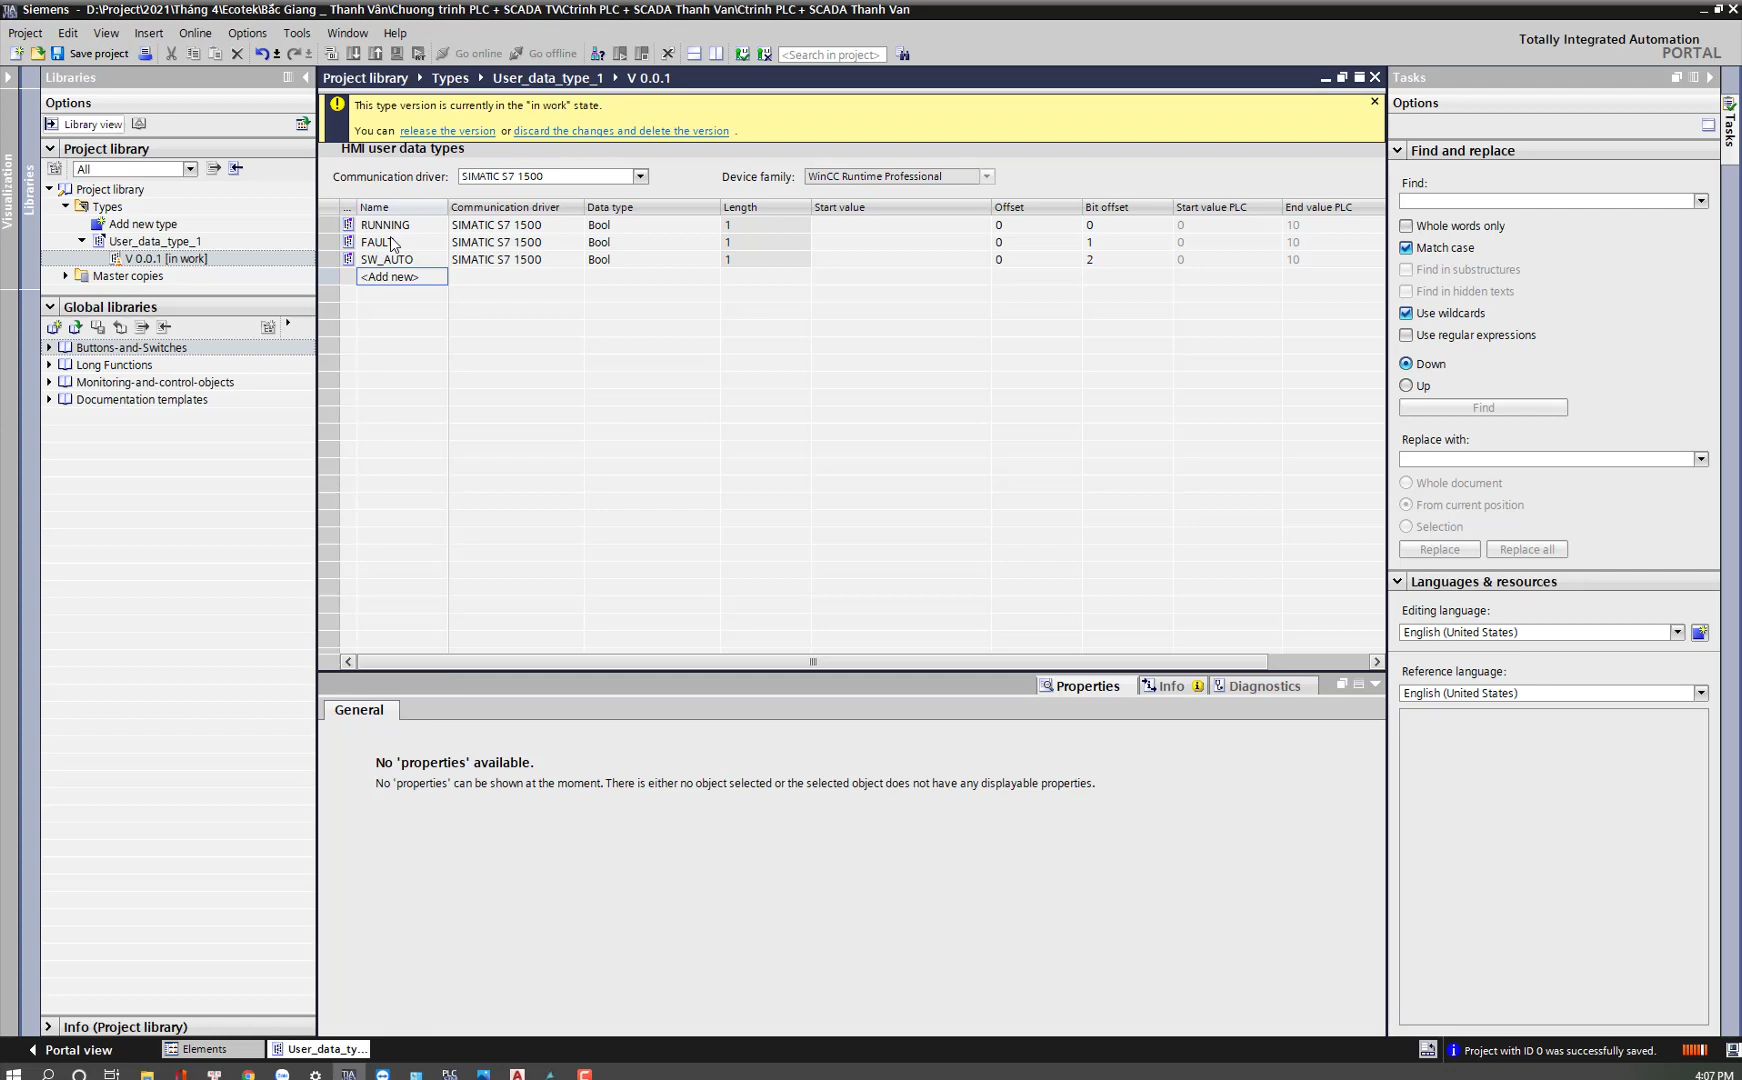 Siemens - D:\Project\2021\Tháng 4\Ecotek\Bắc Giang _ Thanh Vân\Chuong trinh PLC + SCADA TV\Ctrinh PLC + SCADA Thanh Van\Ctrinh PLC + SCADA Thanh Van
Project Edit View Insert Online Options Tools Window Help
Totally Integrated Automation
PORTAL
Save project Go online Go offline <Search in project>
Libraries
Project library Types User_data_type_1 V 0.0.1
Tasks
Options
Library view
This type version is currently in the "in work" state.
You can release the version or discard the changes and delete the version .
Options
Project library
HMI user data types
Find and replace
All
Communication driver: SIMATIC S7 1500 Device family: WinCC Runtime Professional
Find:
Project library
Types
Add new type
User_data_type_1
V 0.0.1 [in work]
Master copies
Name Communication driver Data type Length Start value Offset Bit offset Start value PLC End value PLC
... RUNNING SIMATIC S7 1500 Bool 1 0 0 0 10
FAULT SIMATIC S7 1500 Bool 1 0 1 0 10
SW_AUTO SIMATIC S7 1500 Bool 1 0 2 0 10
<Add new>
Whole words only
Match case
Find in substructures
Find in hidden texts
Use wildcards
Use regular expressions
Down
Up
Find
Replace with:
Whole document
From current position
Selection
Replace Replace all
Global libraries
Buttons-and-Switches
Long Functions
Monitoring-and-control-objects
Documentation templates
Languages & resources
Editing language:
English (United States)
Reference language:
English (United States)
Properties Info Diagnostics
General
No 'properties' available.
No 'properties' can be shown at the moment. There is either no object selected or the selected object does not have any displayable properties.
Visualization
Libraries
Tasks
Info (Project library)
Portal view Elements User_data_ty...
Project with ID 0 was successfully saved.
4:07 PM